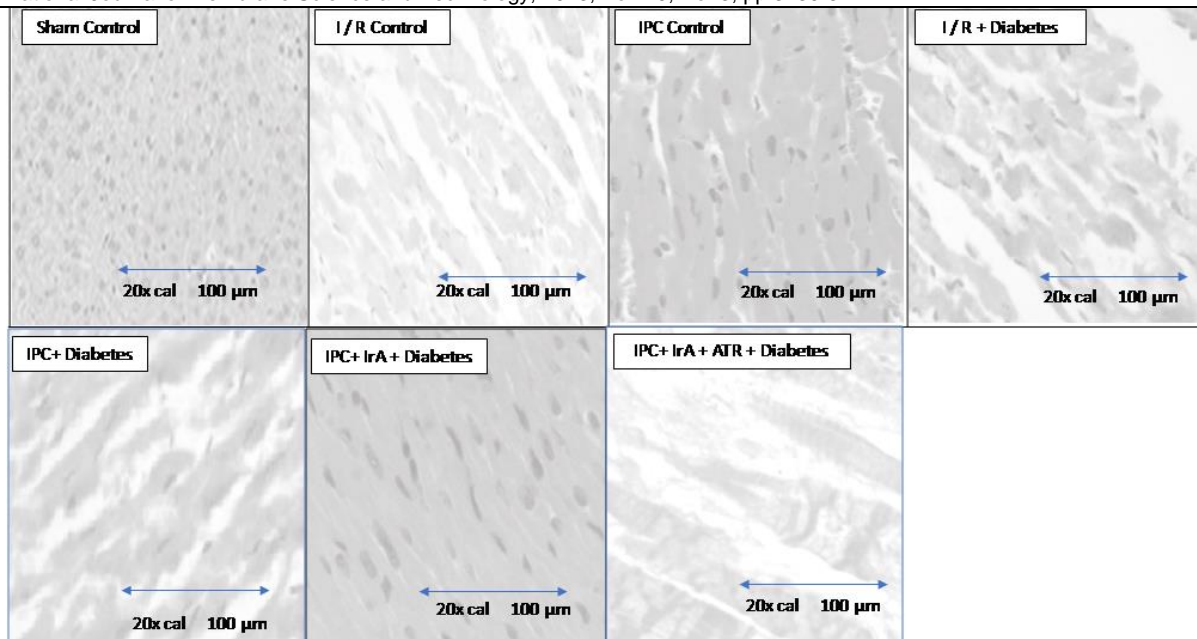 Sham Control
I / R Control
IPC Control
I / R + Diabetes
20x cal 100 µm
20x cal 100 µm
20x cal 100 µm
20x cal 100 µm
IPC+ Diabetes
IPC+ IrA + Diabetes
IPC+ IrA + ATR + Diabetes
20x cal 100 µm
20x cal 100 µm
20x cal 100 µm